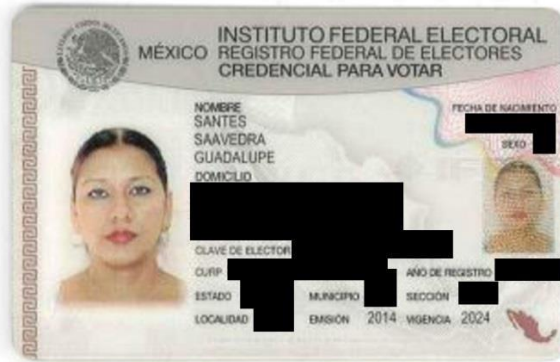 INSTITUTO FEDERAL ELECTORAL
MÉXICO REGISTRO FEDERAL DE ELECTORES
CREDENCIAL PARA VOTAR
NOMBRE
SANTES
SAAVEDRA
GUADALUPE
FECHA DE NACIMIENTO
SEXO
DOMICILIO
CLAVE DE ELECTOR
CURP AÑO DE REGISTRO
ESTADO MUNICIPIO SECCIÓN
LOCALIDAD EMISIÓN 2014 VIGENCIA 2024